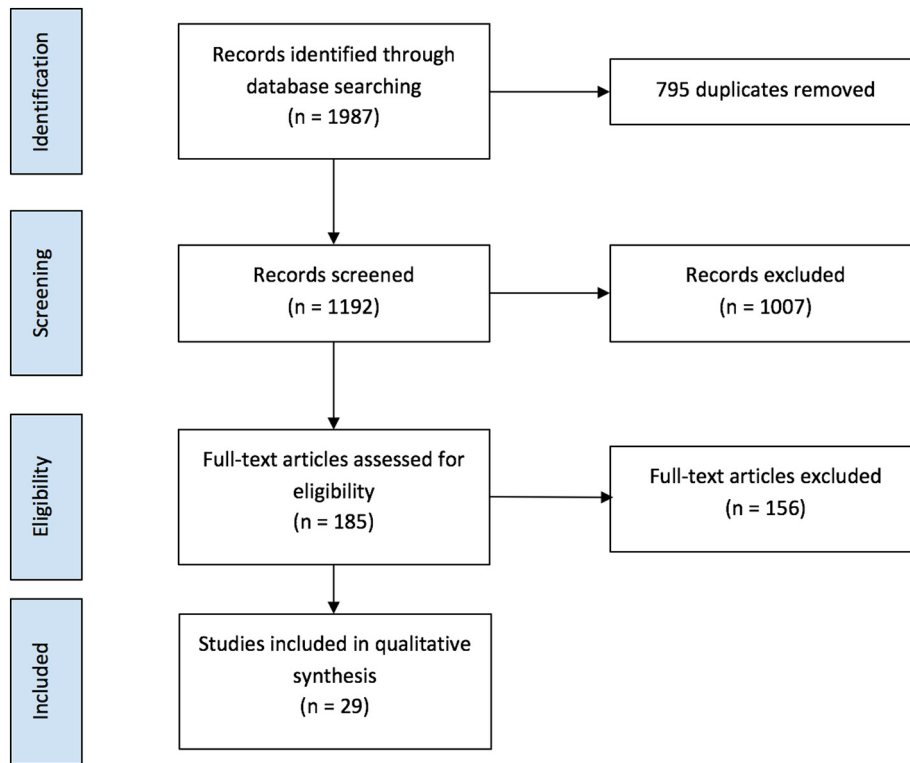 Identification
Records identified through
database searching
(n = 1987)
795 duplicates removed
Screening
Records screened
(n = 1192)
Records excluded
(n = 1007)
Eligibility
Full-text articles assessed for
eligibility
(n = 185)
Full-text articles excluded
(n = 156)
Included
Studies included in qualitative
synthesis
(n = 29)